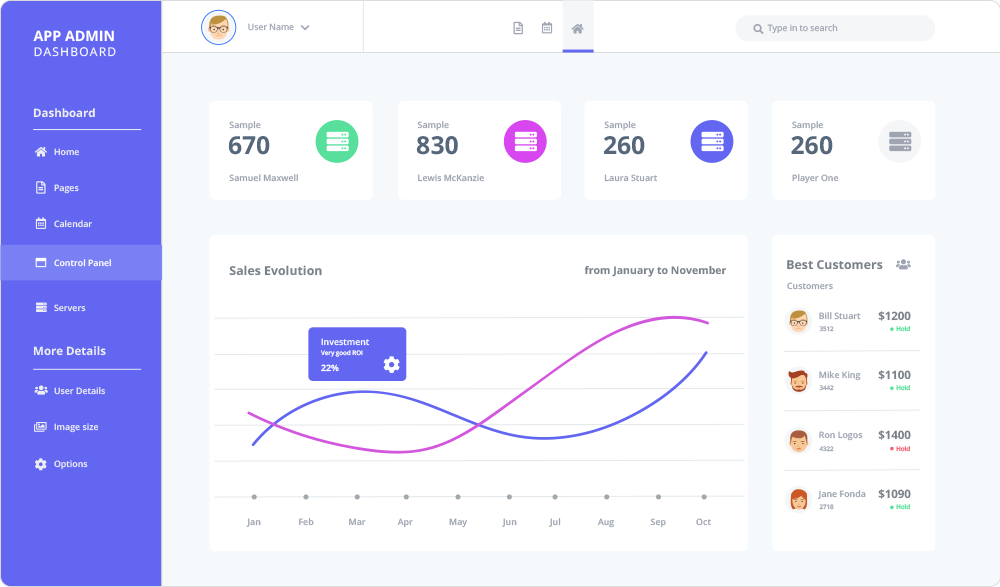 APP ADMIN
DASHBOARD
Dashboard
Home
Pages
Calendar
Control Panel
Servers
More Details
User Details
Image size
Options
User Name
Type in to search
Sample
670
Samuel Maxwell
Sample
830
Lewis McKanzie
Sample
260
Laura Stuart
Sample
260
Player One
Sales Evolution
from January to November
Investment
Very good ROI
22%
Jan Feb Mar Apr May Jun Jul Aug Sep Oct
Best Customers
Customers
Bill Stuart $1200
3512 Hold
Mike King $1100
3442 Hold
Ron Logos $1400
4322 Hold
Jane Fonda $1090
2718 Hold